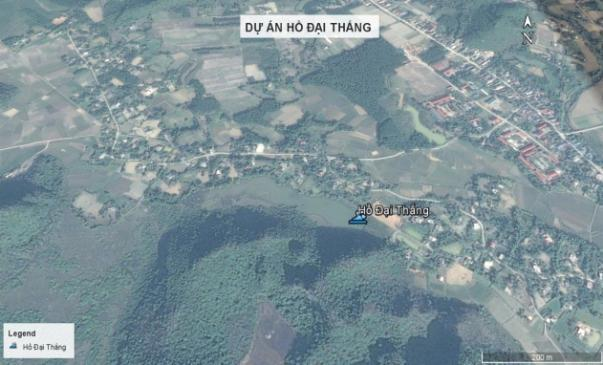 DỰ ÁN HỒ ĐẠI THẮNG
N
Hồ Đại Thắng
Legend
Hồ Đại Thắng
200 m